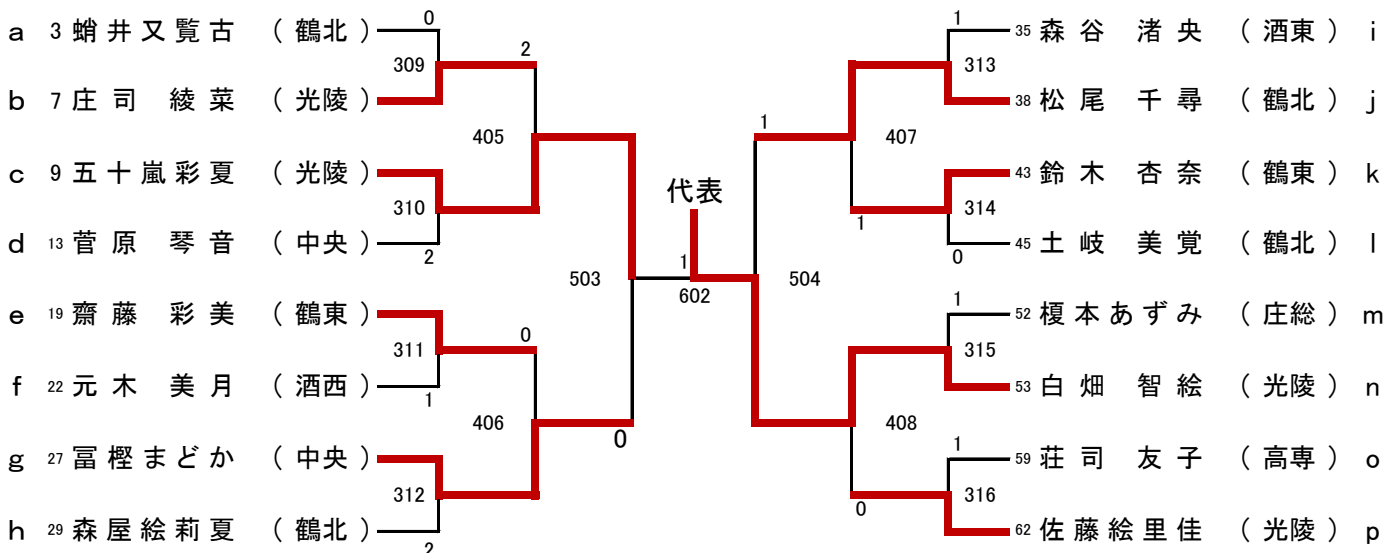 a 3 蛸井又覧古 （鶴北） 0
b 7 庄司 綾菜 （光陵）
309
2
c 9 五十嵐彩夏 （光陵）
d 13 菅原 琴音 （中央） 2
310
405
e 19 齋藤 彩美 （鶴東）
f 22 元木 美月 （酒西） 1
311
0
g 27 冨樫まどか （中央）
h 29 森屋絵莉夏 （鶴北） 2
312
406
503
0
代表
1
602
1
504
407
1
313
1 35 森谷 渚央 （酒東） i
38 松尾 千尋 （鶴北） j
314
43 鈴木 杏奈 （鶴東） k
0 45 土岐 美覚 （鶴北） l
408
0
315
1 52 榎本あずみ （庄総） m
53 白畑 智絵 （光陵） n
316
1 59 荘司 友子 （高専） o
62 佐藤絵里佳 （光陵） p